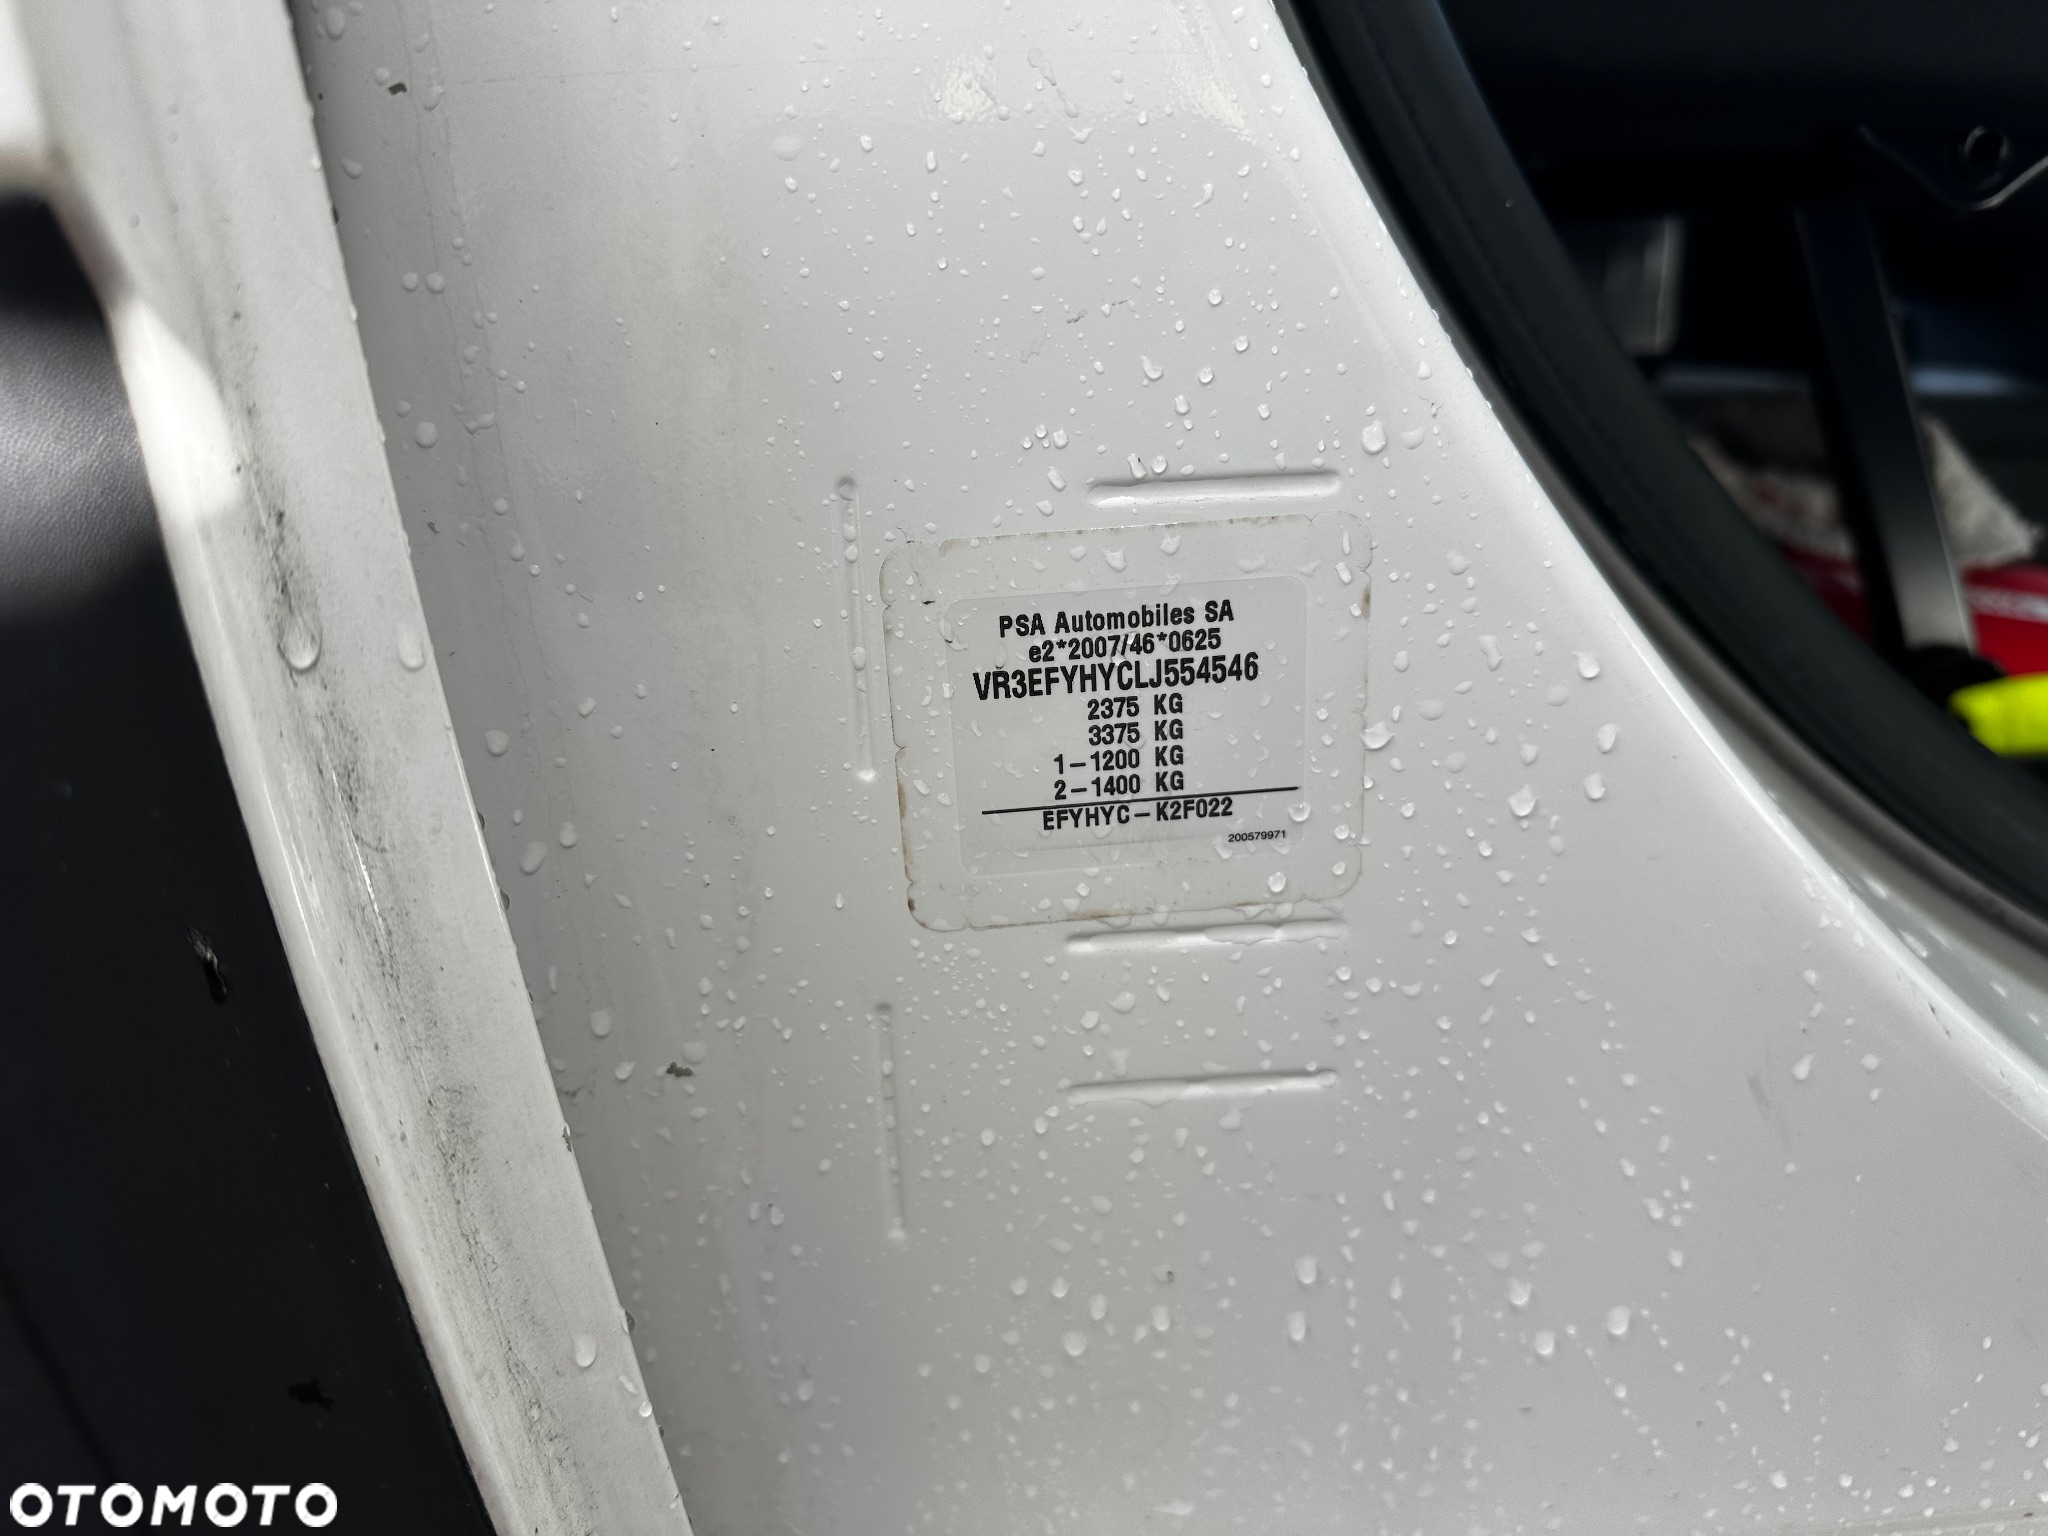 PSA Automobiles SA
e2*2007/46*0625
VR3EFYHYCLJ554546
2375 KG
3375 KG
1-1200 KG
2-1400 KG
EFYHYC-K2F022
200579971
OTOMOTO